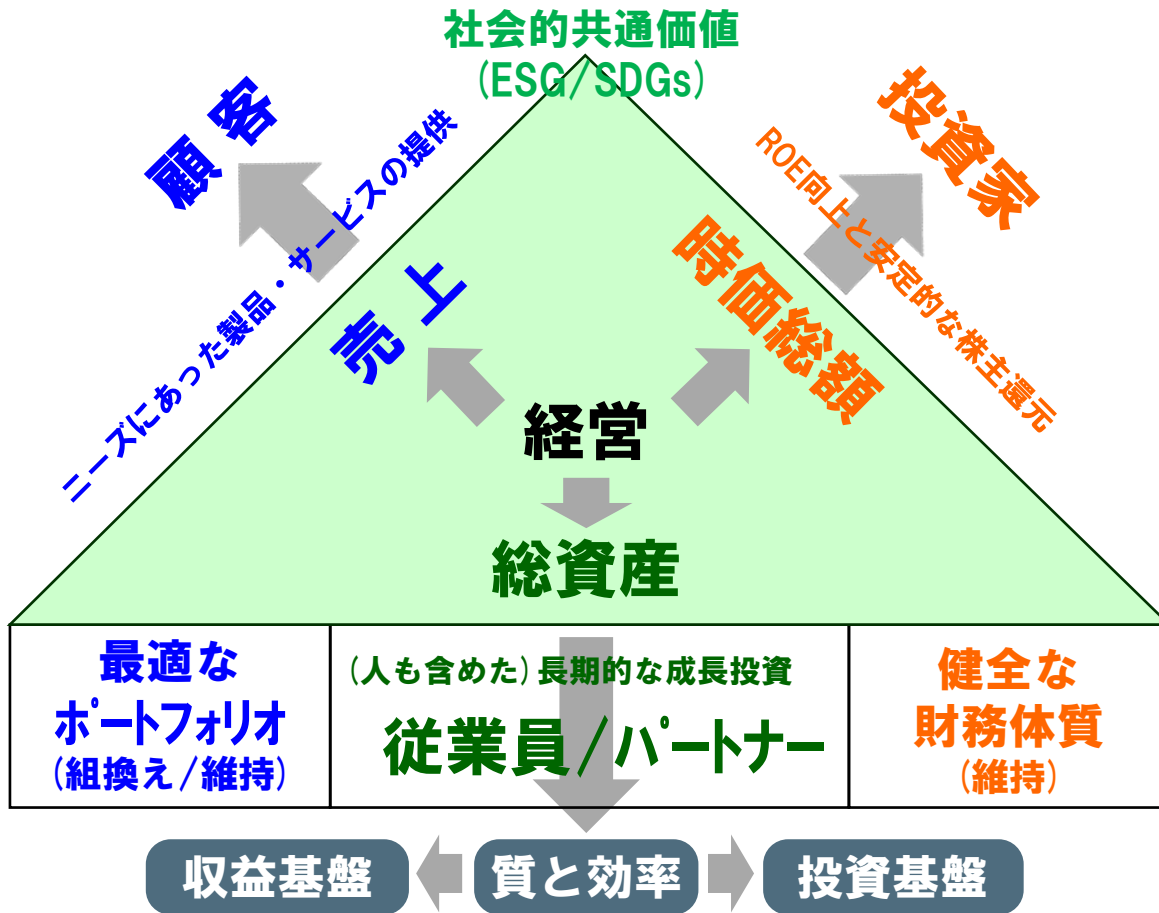 社会的共通価値
(ESG/SDGs)
顧客
ニーズにあった製品・サービスの提供
投資家
ROE向上と安定的な株主還元
売上
時価総額
経営
総資産
最適な
ポートフォリオ
(組換え/維持)
(人も含めた)長期的な成長投資
従業員/パートナー
健全な
財務体質
(維持)
収益基盤
質と効率
投資基盤